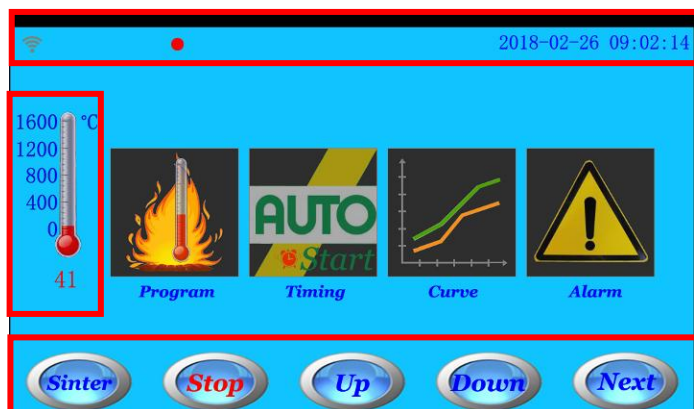 2018-02-26 09:02:14
1600 ℃
1200
800
400
0
41
AUTO
Start
Program Timing Curve Alarm
Sinter Stop Up Down Next